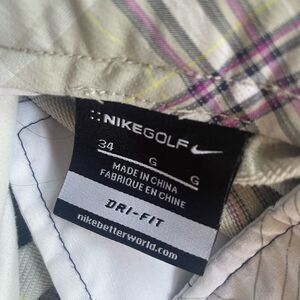 NIKEGOLF
34 G G
MADE IN CHINA
FABRIQUE EN CHINE
DRI-FIT
nikebetterworld.com